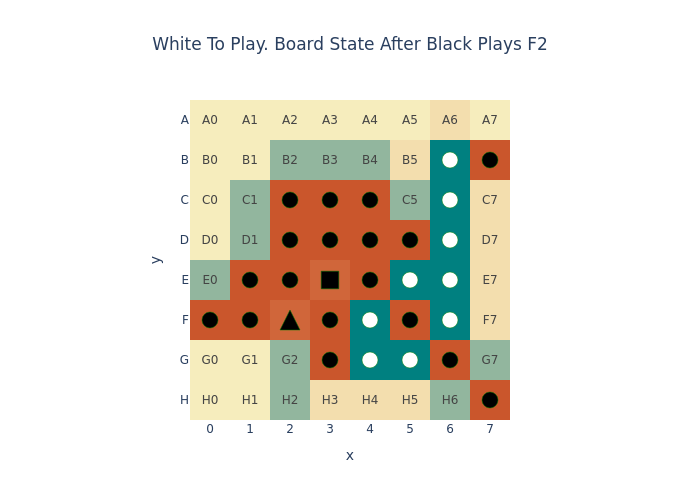 White To Play. Board State After Black Plays F2
A A0 A1 A2 A3 A4 A5 A6 A7
B B0 B1 B2 B3 B4 B5
C C0 C1 C5 C7
D D0 D1 D7
E E0 E7
F F7
G G0 G1 G2 G7
H H0 H1 H2 H3 H4 H5 H6
0 1 2 3 4 5 6 7
x
y